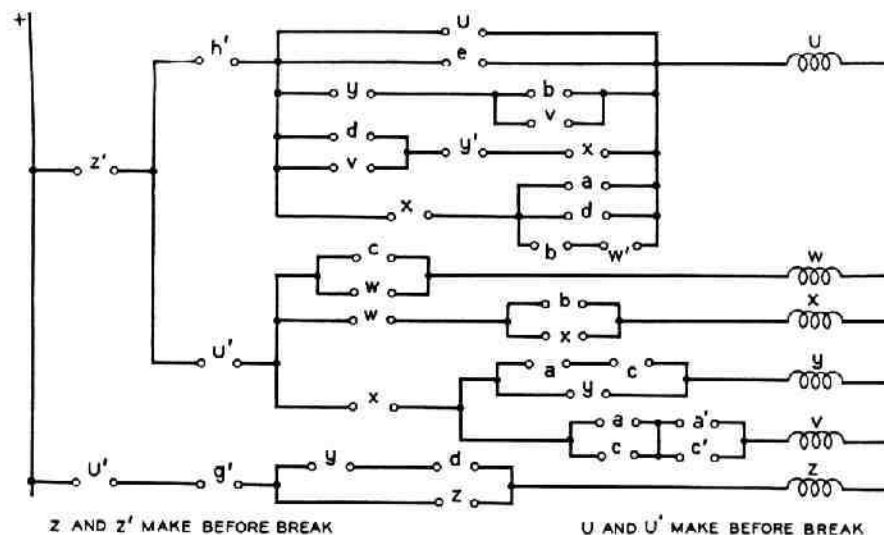 +
U
h' e U
y b
v
d
y' x
v
z' a
x d
b w'
c w
w
w b x
x
U'
a c y
y
x
a a' v
c c'
U' g' y d z
z
Z AND Z' MAKE BEFORE BREAK U AND U' MAKE BEFORE BREAK